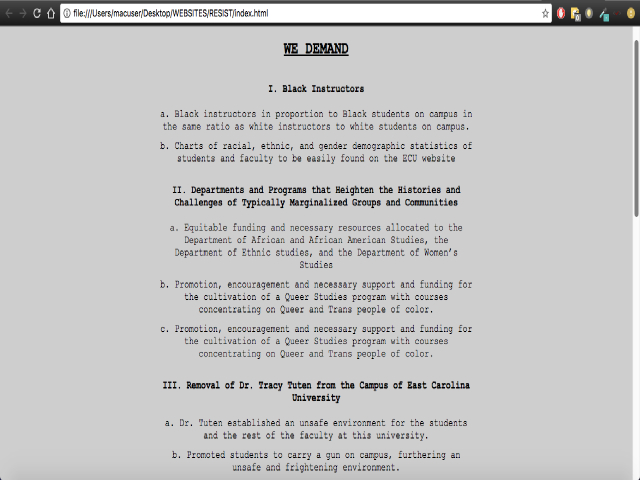 file:///Users/macuser/Desktop/WEBSITES/RESIST/index.html
WE DEMAND
I. Black Instructors
a. Black instructors in proportion to Black students on campus in
the same ratio as white instructors to white students on campus.
b. Charts of racial, ethnic, and gender demographic statistics of
students and faculty to be easily found on the ECU website
II. Departments and Programs that Heighten the Histories and
Challenges of Typically Marginalized Groups and Communities
a. Equitable funding and necessary resources allocated to the
Department of African and African American Studies, the
Department of Ethnic studies, and the Department of Women's
Studies
b. Promotion, encouragement and necessary support and funding for
the cultivation of a Queer Studies program with courses
concentrating on Queer and Trans people of color.
c. Promotion, encouragement and necessary support and funding for
the cultivation of a Queer Studies program with courses
concentrating on Queer and Trans people of color.
III. Removal of Dr. Tracy Tuten from the Campus of East Carolina
University
a. Dr. Tuten established an unsafe environment for the students
and the rest of the faculty at this university.
b. Promoted students to carry a gun on campus, furthering an
unsafe and frightening environment.